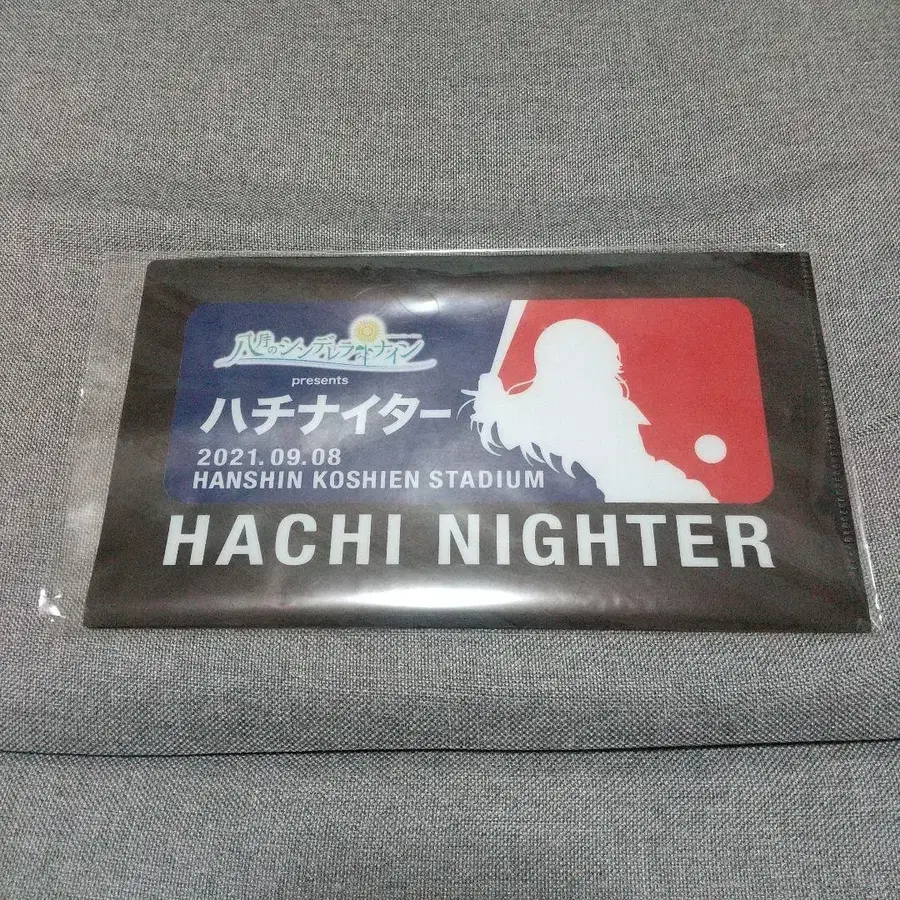 八月のシンデレラナイン
presents
ハチナイター
2021.09.08
HANSHIN KOSHIEN STADIUM
HACHI NIGHTER